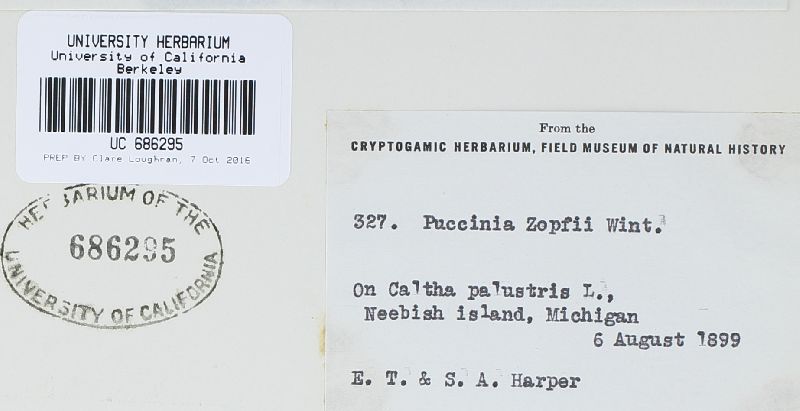 UNIVERSITY HERBARIUM
University of California
Berkeley
UC 686295
PREP BY Clare Loughran, 7 Oct 2016
HERBARIUM OF THE
686295
UNIVERSITY OF CALIFORNIA
From the
CRYPTOGAMIC HERBARIUM, FIELD MUSEUM OF NATURAL HISTORY
327. Puccinia Zopfii Wint.
On Caltha palustris L.,
Neebish island, Michigan
6 August 1899
E. T. & S. A. Harper